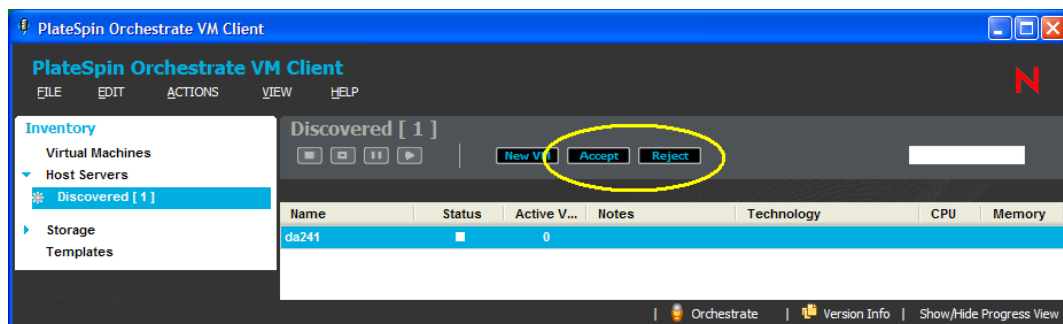 PlateSpin Orchestrate VM Client
PlateSpin Orchestrate VM Client
FILE EDIT ACTIONS VIEW HELP
N
Inventory
Virtual Machines
Host Servers
Discovered [ 1 ]
Storage
Templates
Discovered [ 1 ]
New VM Accept Reject
Name Status Active V... Notes Technology CPU Memory
da241 0
| Orchestrate | Version Info | Show/Hide Progress View